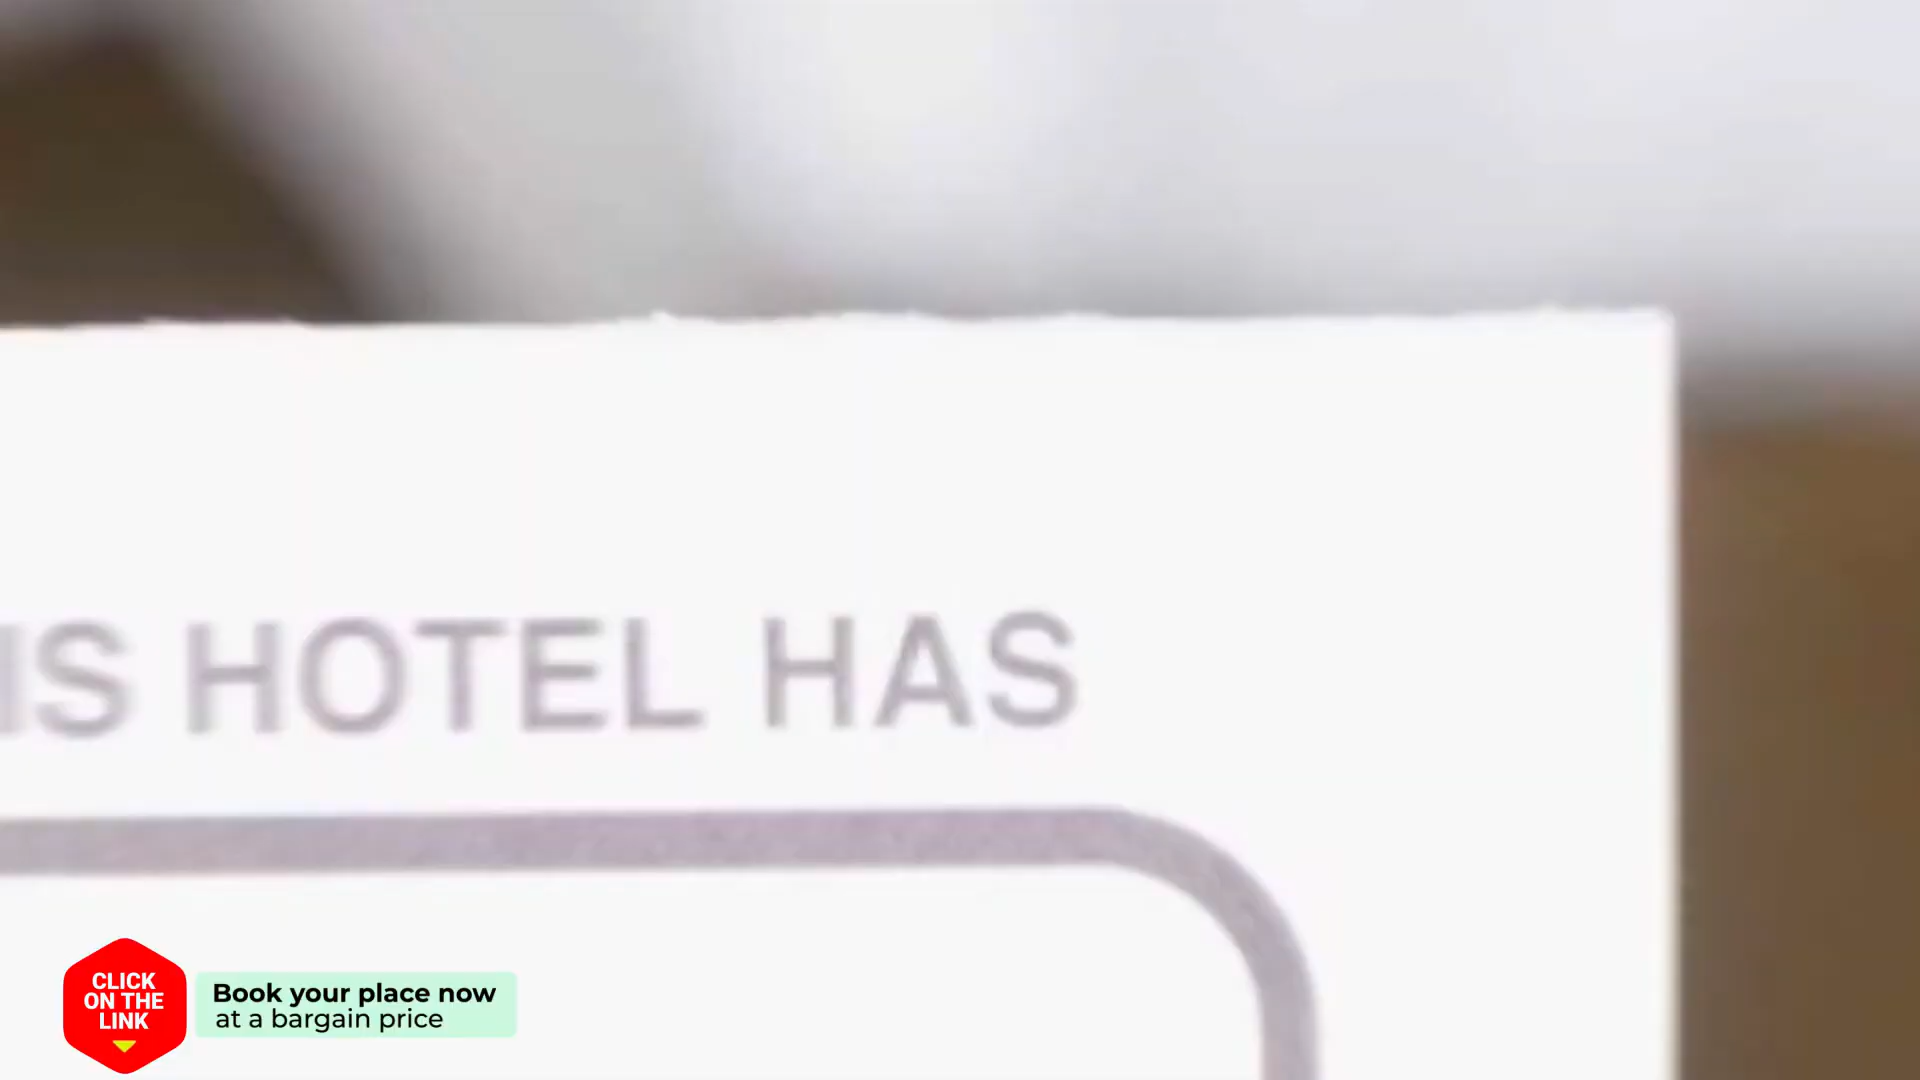 IS HOTEL HAS
CLICK
ON THE
LINK
Book your place now
at a bargain price